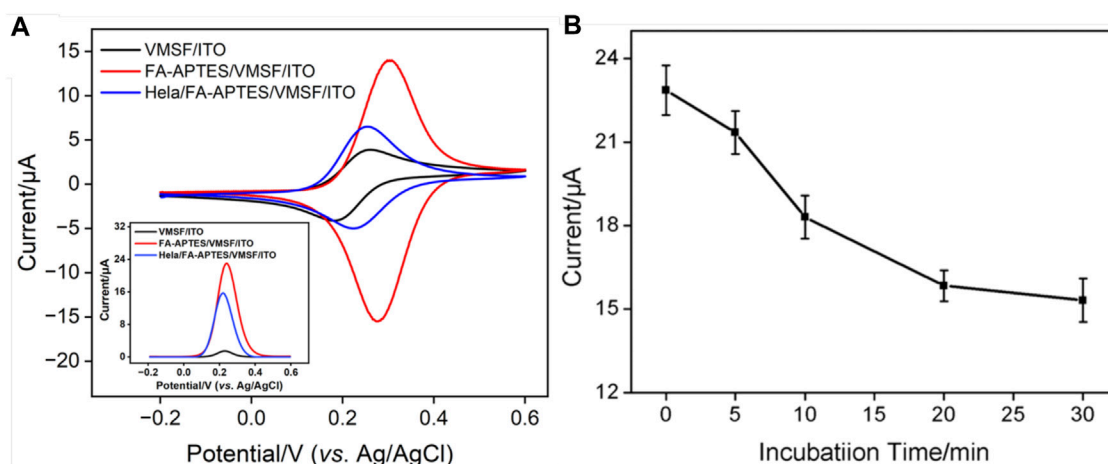 A
15
10
5
0
−5
−10
−15
−20
Current/μA
VMSF/ITO
FA-APTES/VMSF/ITO
Hela/FA-APTES/VMSF/ITO
32
24
16
8
0
Current/μA
VMSF/ITO
FA-APTES/VMSF/ITO
Hela/FA-APTES/VMSF/ITO
−0.2 0.0 0.2 0.4 0.6
Potential/V (vs. Ag/AgCl)
−0.2 0.0 0.2 0.4 0.6
Potential/V (vs. Ag/AgCl)
B
24
21
18
15
12
Current/μA
0 5 10 15 20 25 30
Incubatiion Time/min